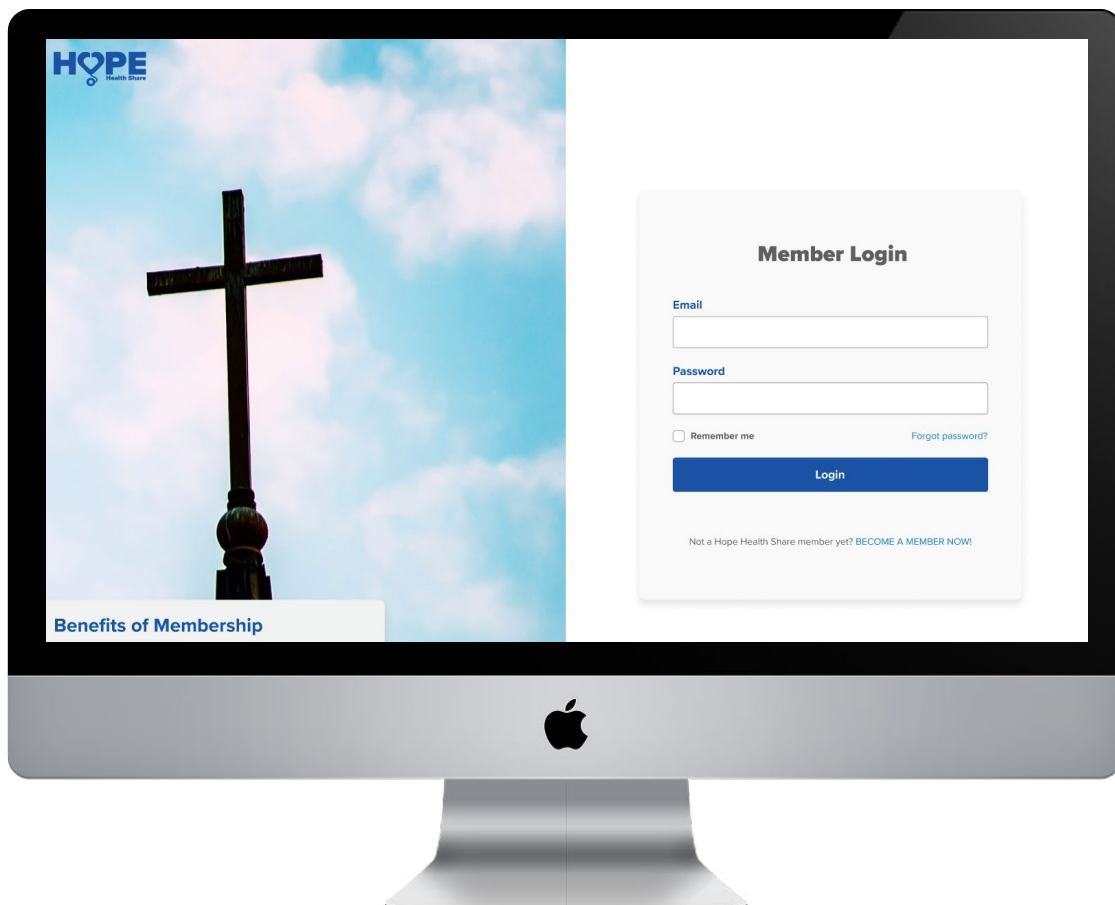 HOPE
Health Share
Member Login
Email
Password
Remember me
Forgot password?
Login
Not a Hope Health Share member yet? BECOME A MEMBER NOW!
Benefits of Membership